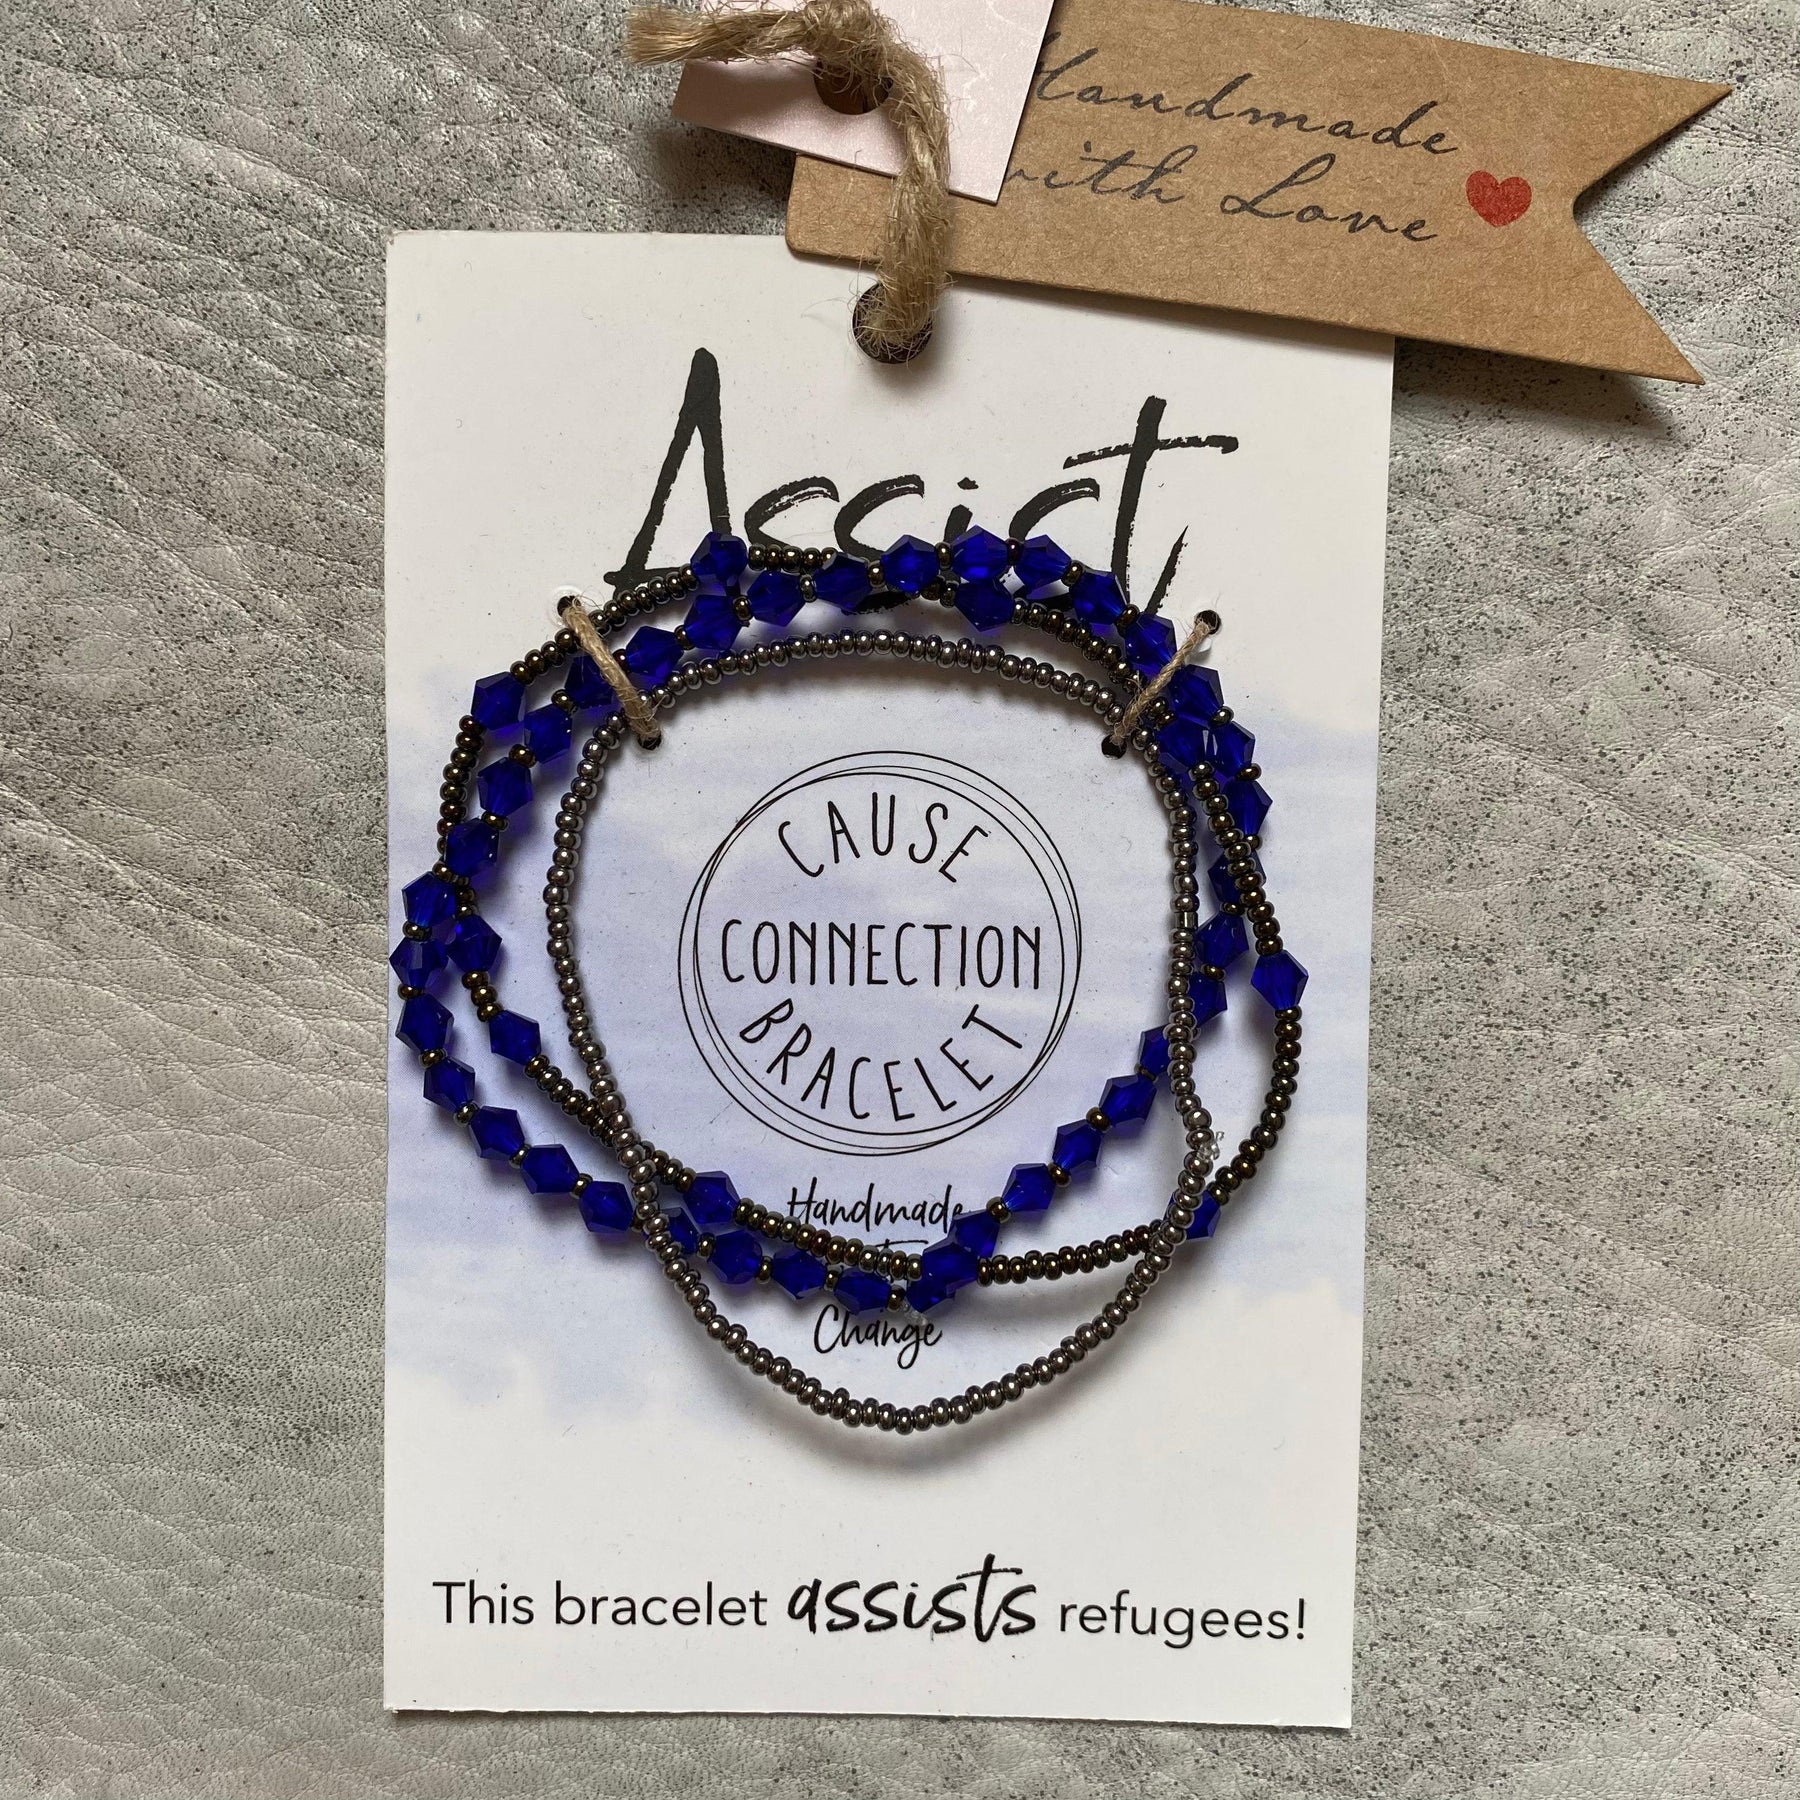 Handmade
with Love
Assist
CAUSE
CONNECTION
BRACELET
Handmade
Change
This bracelet assists refugees!